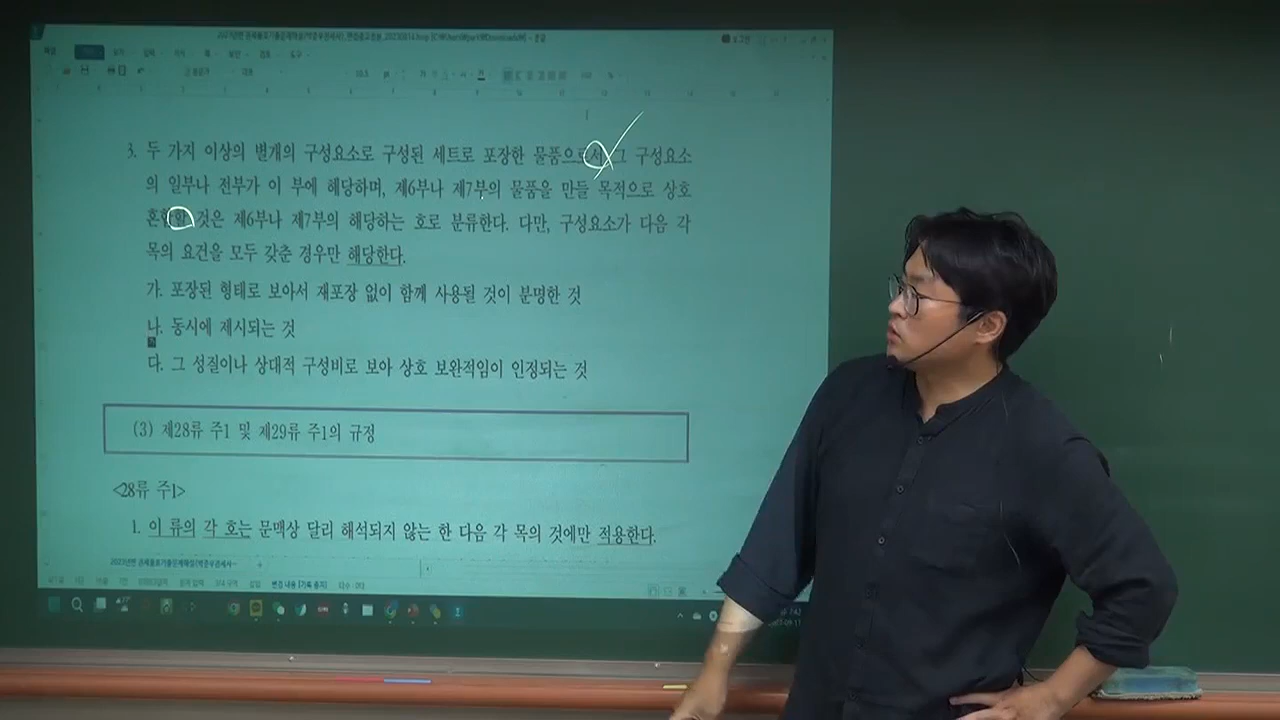 3. 두 가지 이상의 별개의 구성요소로 구성된 세트로 포장한 물품으로서 그 구성요소
의 일부나 전부가 이 부에 해당하며, 제6부나 제7부의 물품을 만들 목적으로 상호
혼합할 것은 제6부나 제7부의 해당하는 호로 분류한다. 다만, 구성요소가 다음 각
목의 요건을 모두 갖춘 경우만 해당한다.
가. 포장된 형태로 보아서 재포장 없이 함께 사용될 것이 분명한 것
나. 동시에 제시되는 것
다. 그 성질이나 상대적 구성비로 보아 상호 보완적임이 인정되는 것
(3) 제28류 주1 및 제29류 주1의 규정
<28류 주1>
1. 이 류의 각 호는 문맥상 달리 해석되지 않는 한 다음 각 목의 것에만 적용한다.